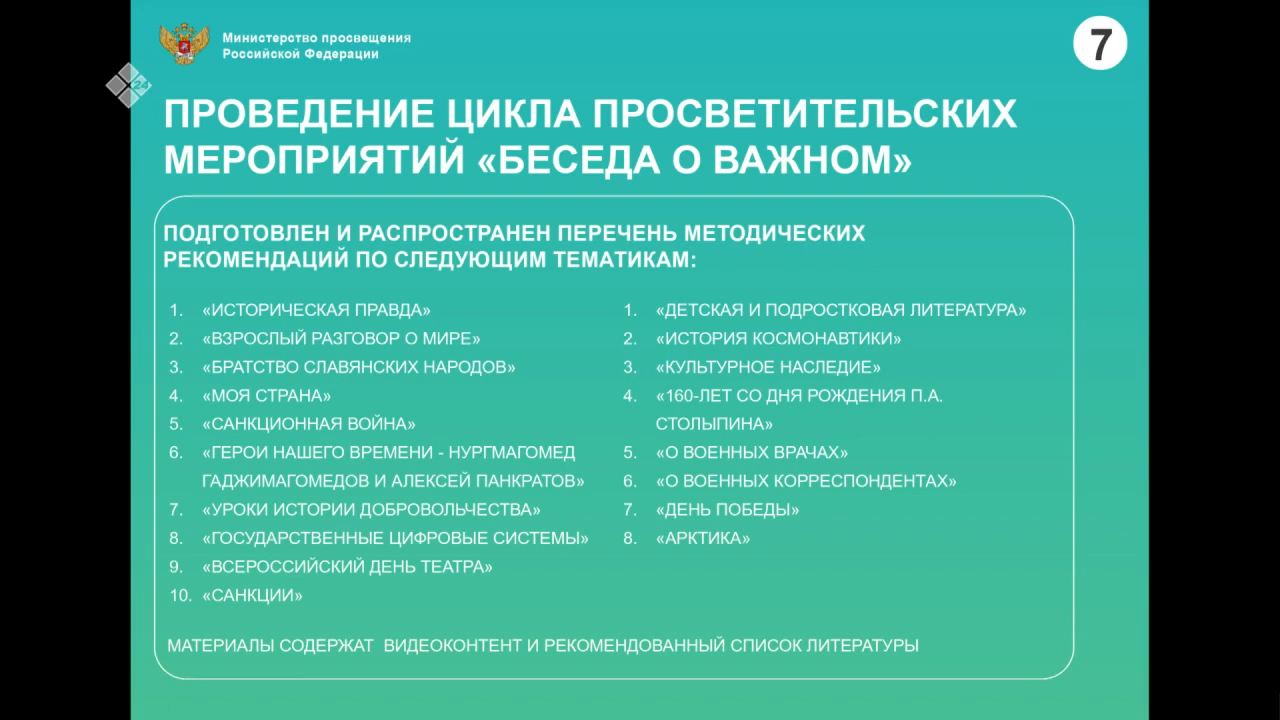 Министерство просвещения
Российской Федерации
7
24
ПРОВЕДЕНИЕ ЦИКЛА ПРОСВЕТИТЕЛЬСКИХ
МЕРОПРИЯТИЙ «БЕСЕДА О ВАЖНОМ»
ПОДГОТОВЛЕН И РАСПРОСТРАНЕН ПЕРЕЧЕНЬ МЕТОДИЧЕСКИХ
РЕКОМЕНДАЦИЙ ПО СЛЕДУЮЩИМ ТЕМАТИКАМ:
1. «ИСТОРИЧЕСКАЯ ПРАВДА»
2. «ВЗРОСЛЫЙ РАЗГОВОР О МИРЕ»
3. «БРАТСТВО СЛАВЯНСКИХ НАРОДОВ»
4. «МОЯ СТРАНА»
5. «САНКЦИОННАЯ ВОЙНА»
6. «ГЕРОИ НАШЕГО ВРЕМЕНИ - НУРГМАГОМЕД
ГАДЖИМАГОМЕДОВ И АЛЕКСЕЙ ПАНКРАТОВ»
7. «УРОКИ ИСТОРИИ ДОБРОВОЛЬЧЕСТВА»
8. «ГОСУДАРСТВЕННЫЕ ЦИФРОВЫЕ СИСТЕМЫ»
9. «ВСЕРОССИЙСКИЙ ДЕНЬ ТЕАТРА»
10. «САНКЦИИ»
1. «ДЕТСКАЯ И ПОДРОСТКОВАЯ ЛИТЕРАТУРА»
2. «ИСТОРИЯ КОСМОНАВТИКИ»
3. «КУЛЬТУРНОЕ НАСЛЕДИЕ»
4. «160-ЛЕТ СО ДНЯ РОЖДЕНИЯ П.А.
СТОЛЫПИНА»
5. «О ВОЕННЫХ ВРАЧАХ»
6. «О ВОЕННЫХ КОРРЕСПОНДЕНТАХ»
7. «ДЕНЬ ПОБЕДЫ»
8. «АРКТИКА»
МАТЕРИАЛЫ СОДЕРЖАТ ВИДЕОКОНТЕНТ И РЕКОМЕНДОВАННЫЙ СПИСОК ЛИТЕРАТУРЫ